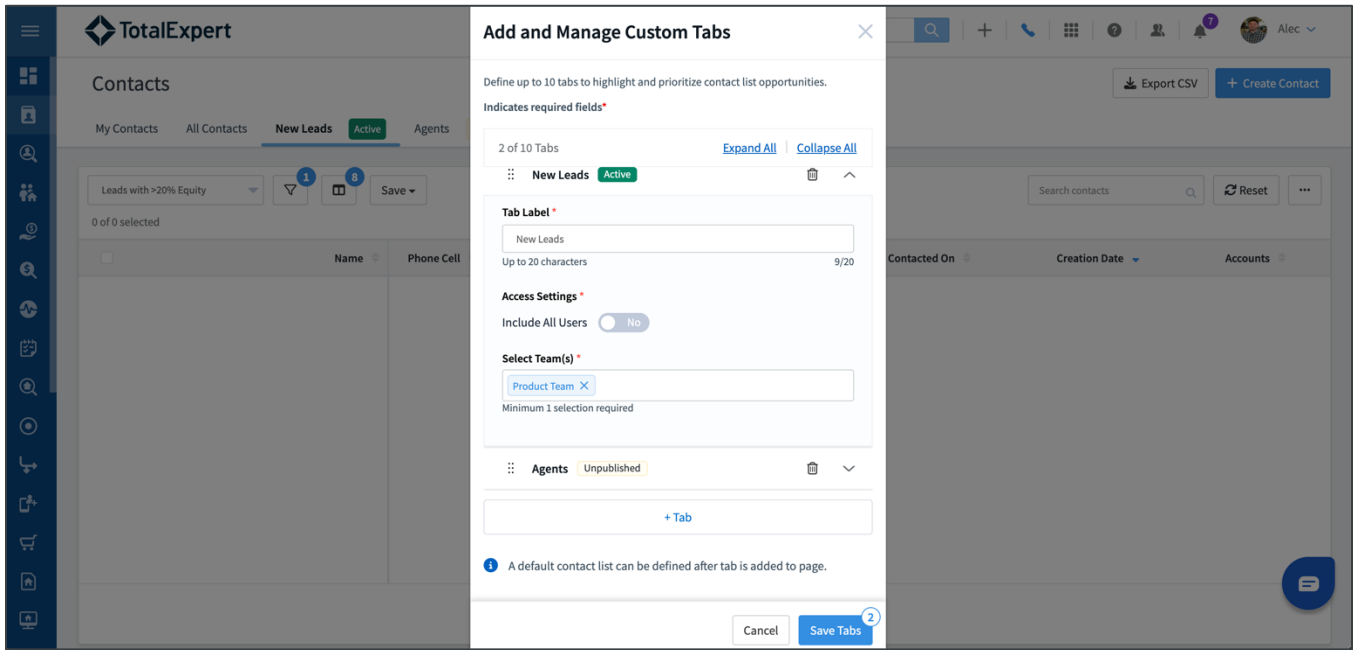 TotalExpert
7
Alec
Contacts
Export CSV
+ Create Contact
My Contacts
All Contacts
New Leads
Active
Agents
Leads with >20% Equity
1
8
Save
Search contacts
Reset
0 of 0 selected
Name
Phone Cell
Contacted On
Creation Date
Accounts
Add and Manage Custom Tabs
Define up to 10 tabs to highlight and prioritize contact list opportunities.
Indicates required fields*
2 of 10 Tabs
Expand All
Collapse All
New Leads
Active
Tab Label *
New Leads
Up to 20 characters
9/20
Access Settings *
Include All Users
No
Select Team(s) *
Product Team
Minimum 1 selection required
Agents
Unpublished
+ Tab
A default contact list can be defined after tab is added to page.
Cancel
Save Tabs
2